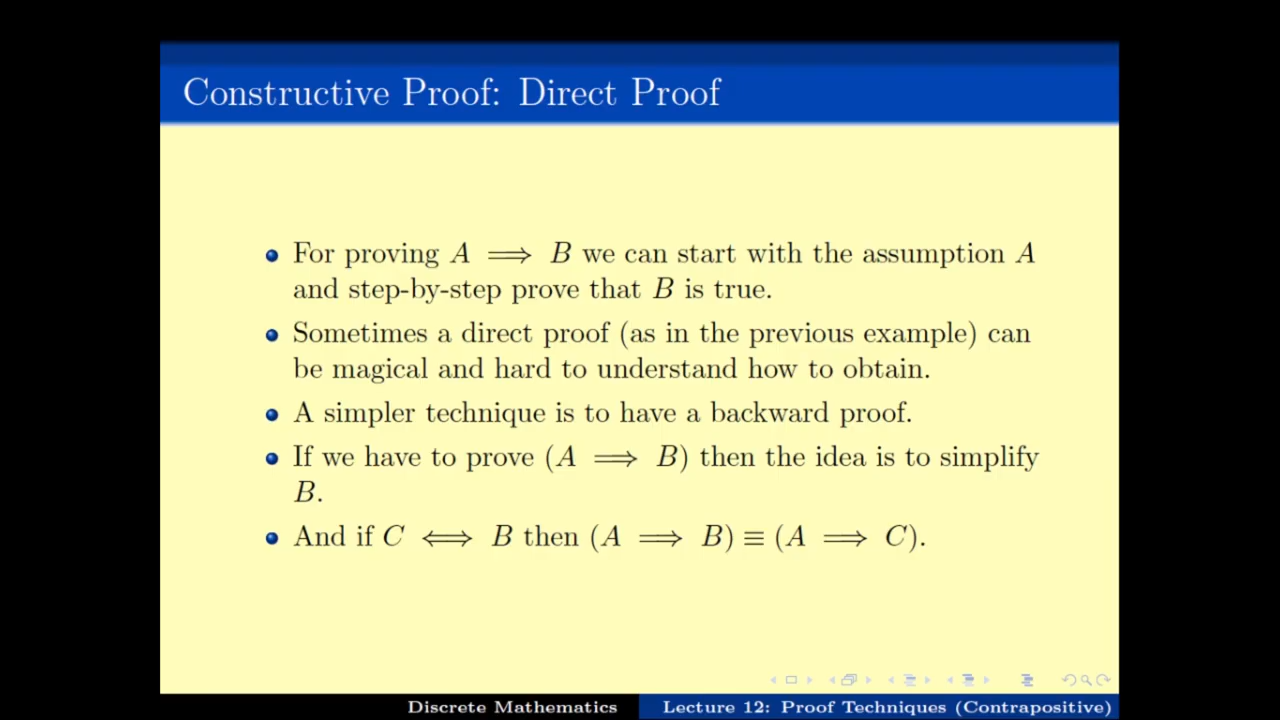 Constructive Proof: Direct Proof
For proving A ⟹ B we can start with the assumption A
and step-by-step prove that B is true.
Sometimes a direct proof (as in the previous example) can
be magical and hard to understand how to obtain.
A simpler technique is to have a backward proof.
If we have to prove (A ⟹ B) then the idea is to simplify
B.
And if C ⟺ B then (A ⟹ B) ≡ (A ⟹ C).
Discrete Mathematics
Lecture 12: Proof Techniques (Contrapositive)